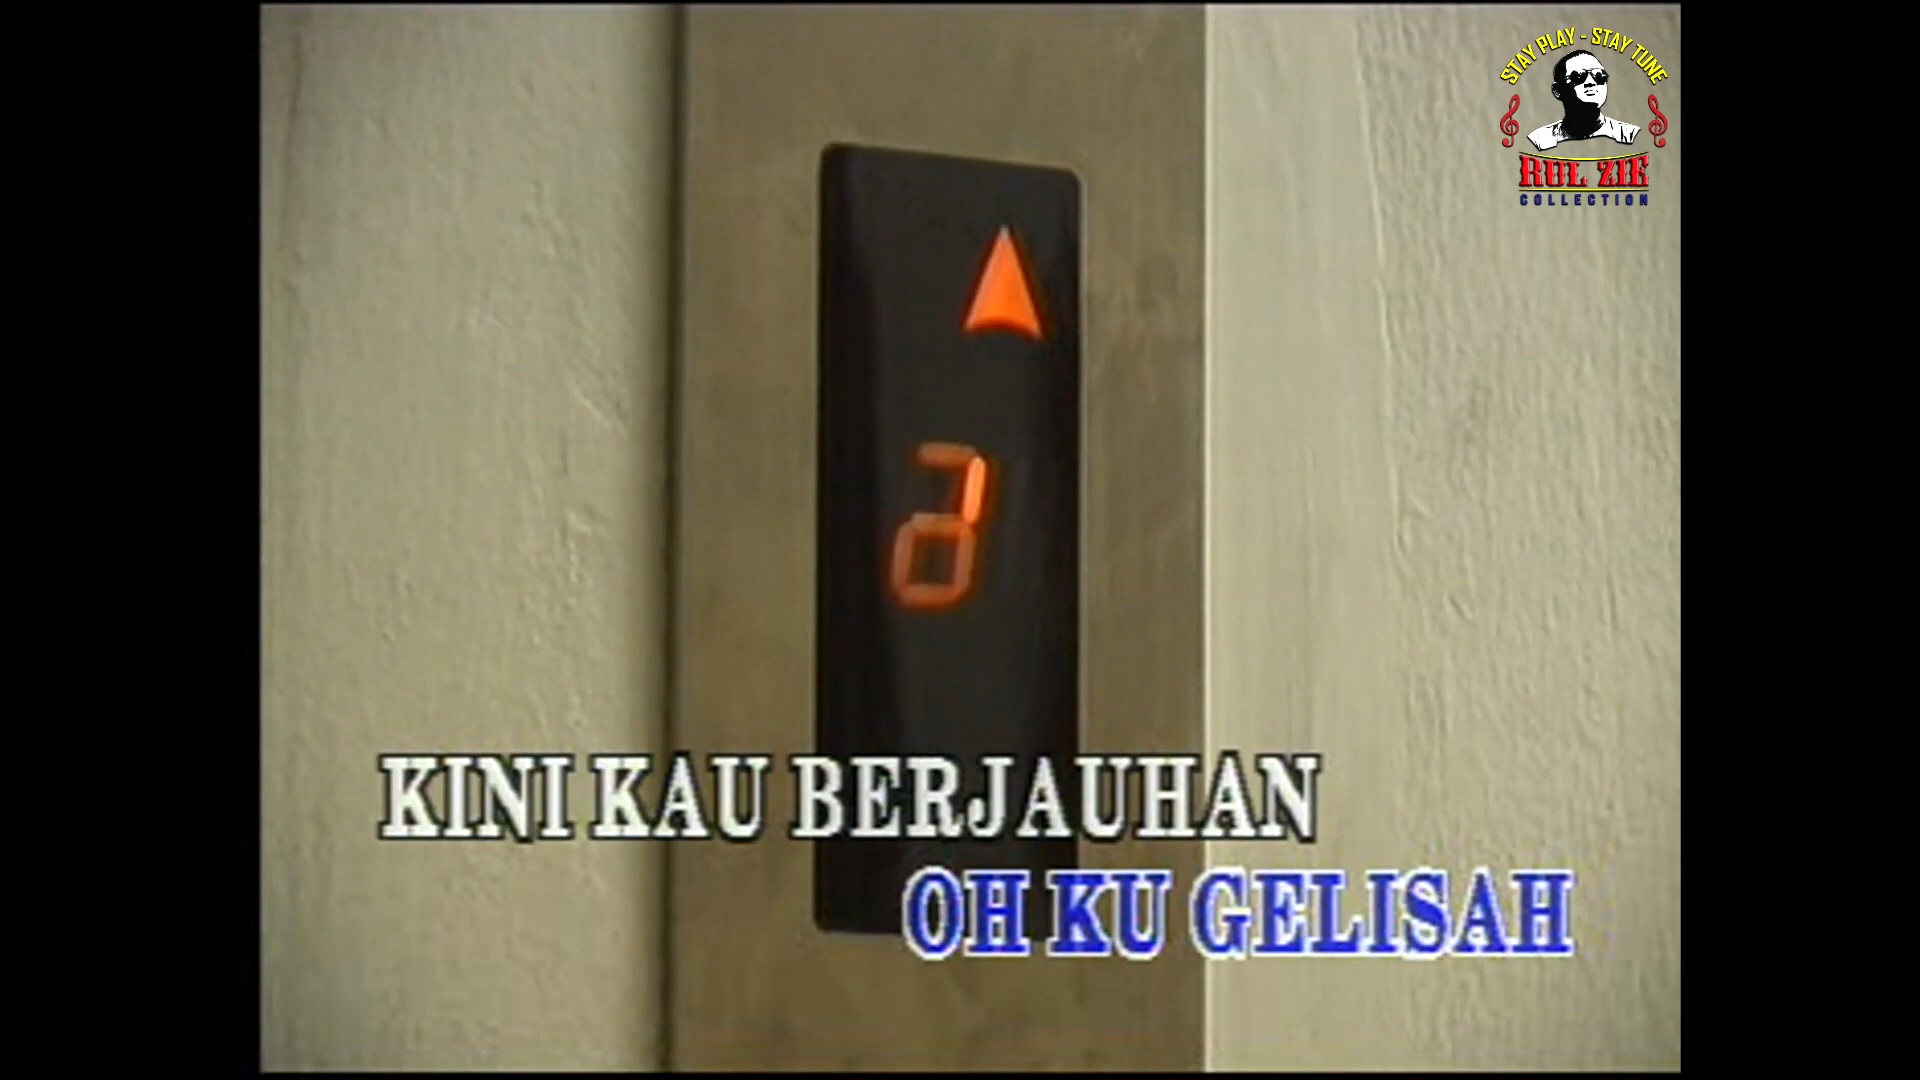 STAY PLAY - STAY TUNE
RUL ZIE
COLLECTION
KINI KAU BERJAUHAN
OH KU GELISAH